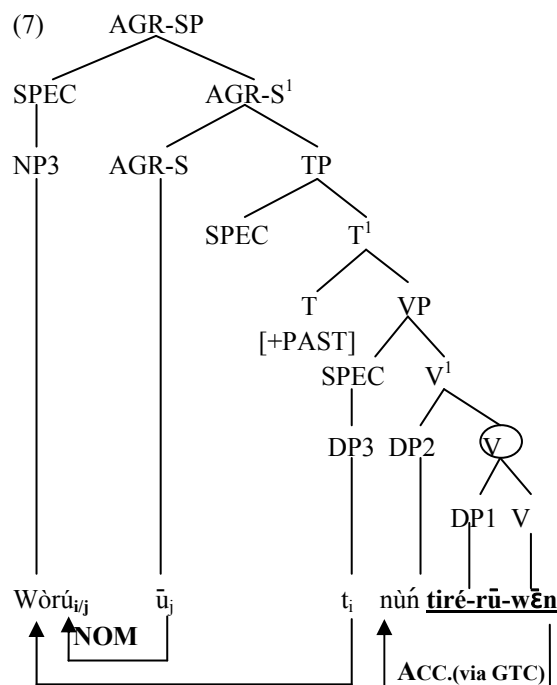 (7) AGR-SP
SPEC AGR-S¹
NP3 AGR-S TP
SPEC T¹
T VP
[+PAST]
SPEC V¹
DP3 DP2 V
DP1 V
Wòrúi/j ūj ti nùń tiré-rū-wɛ̄n
NOM
ACC.(via GTC)